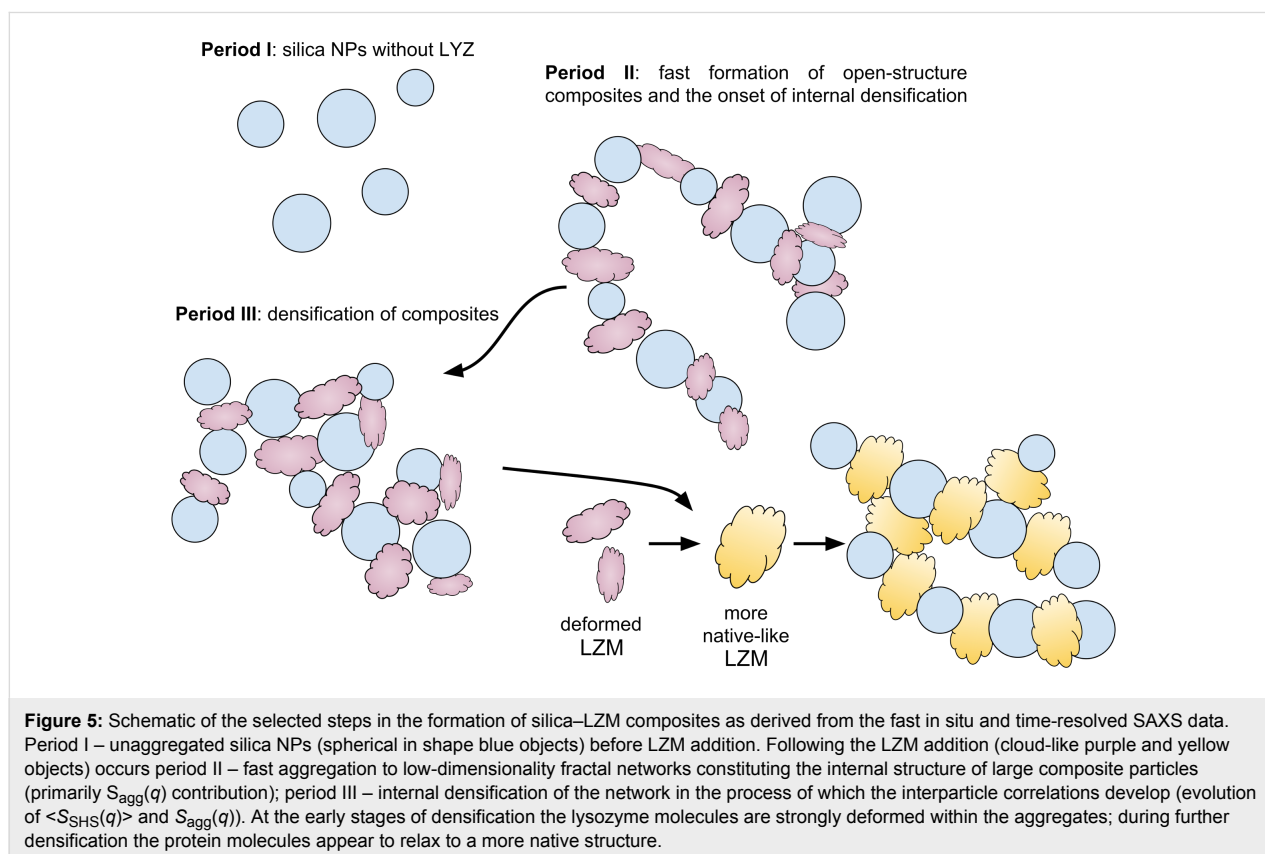 Period I: silica NPs without LYZ
Period II: fast formation of open-structure
composites and the onset of internal densification
Period III: densification of composites
deformed
LZM
more
native-like
LZM
Figure 5: Schematic of the selected steps in the formation of silica–LZM composites as derived from the fast in situ and time-resolved SAXS data.
Period I – unaggregated silica NPs (spherical in shape blue objects) before LZM addition. Following the LZM addition (cloud-like purple and yellow
objects) occurs period II – fast aggregation to low-dimensionality fractal networks constituting the internal structure of large composite particles
(primarily Sagg(q) contribution); period III – internal densification of the network in the process of which the interparticle correlations develop (evolution
of <SSHS(q)> and Sagg(q)). At the early stages of densification the lysozyme molecules are strongly deformed within the aggregates; during further
densification the protein molecules appear to relax to a more native structure.